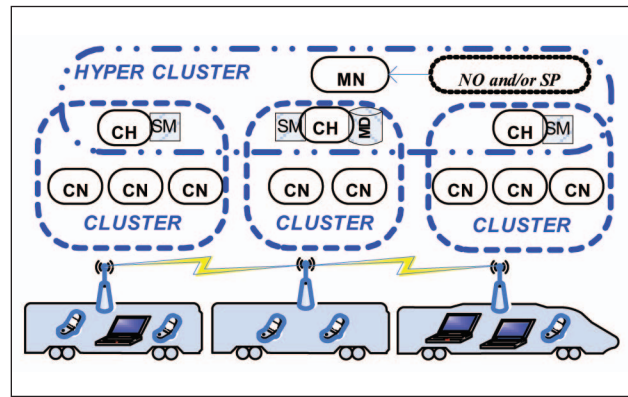 HYPER CLUSTER
MN
NO and/or SP
CH SM
SM CH MD
CH SM
CN CN CN
CN CN
CN CN CN
CLUSTER
CLUSTER
CLUSTER